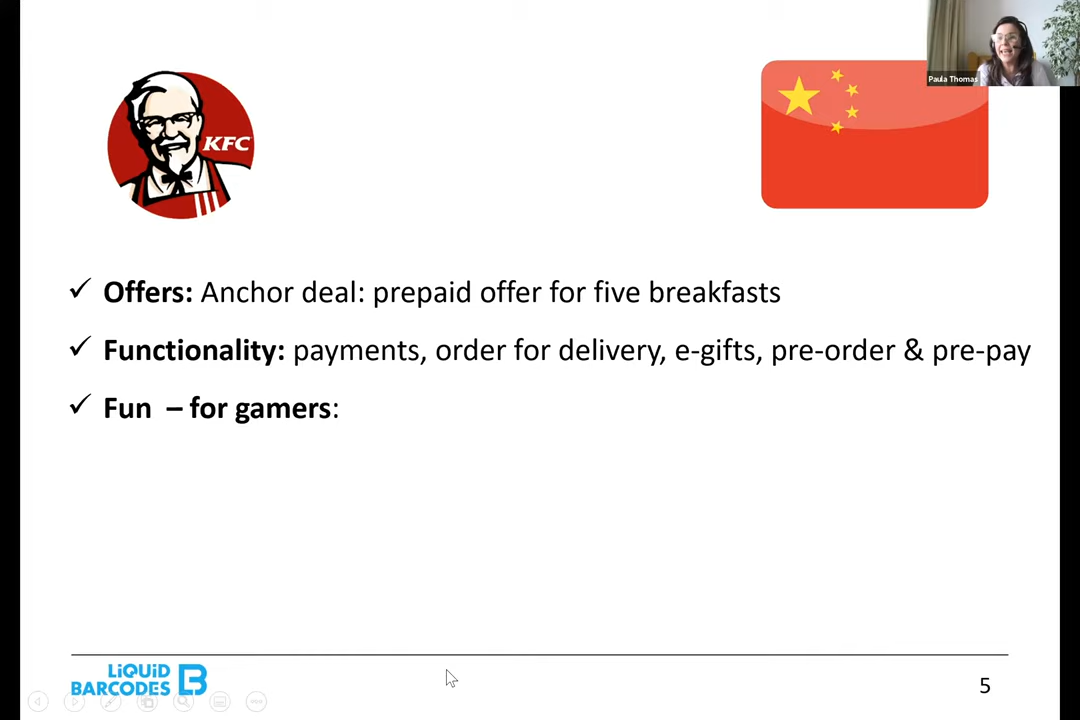 Paula Thomas
KFC
✓ Offers: Anchor deal: prepaid offer for five breakfasts
✓ Functionality: payments, order for delivery, e-gifts, pre-order & pre-pay
✓ Fun – for gamers:
LiQUiD
BARCODES
5